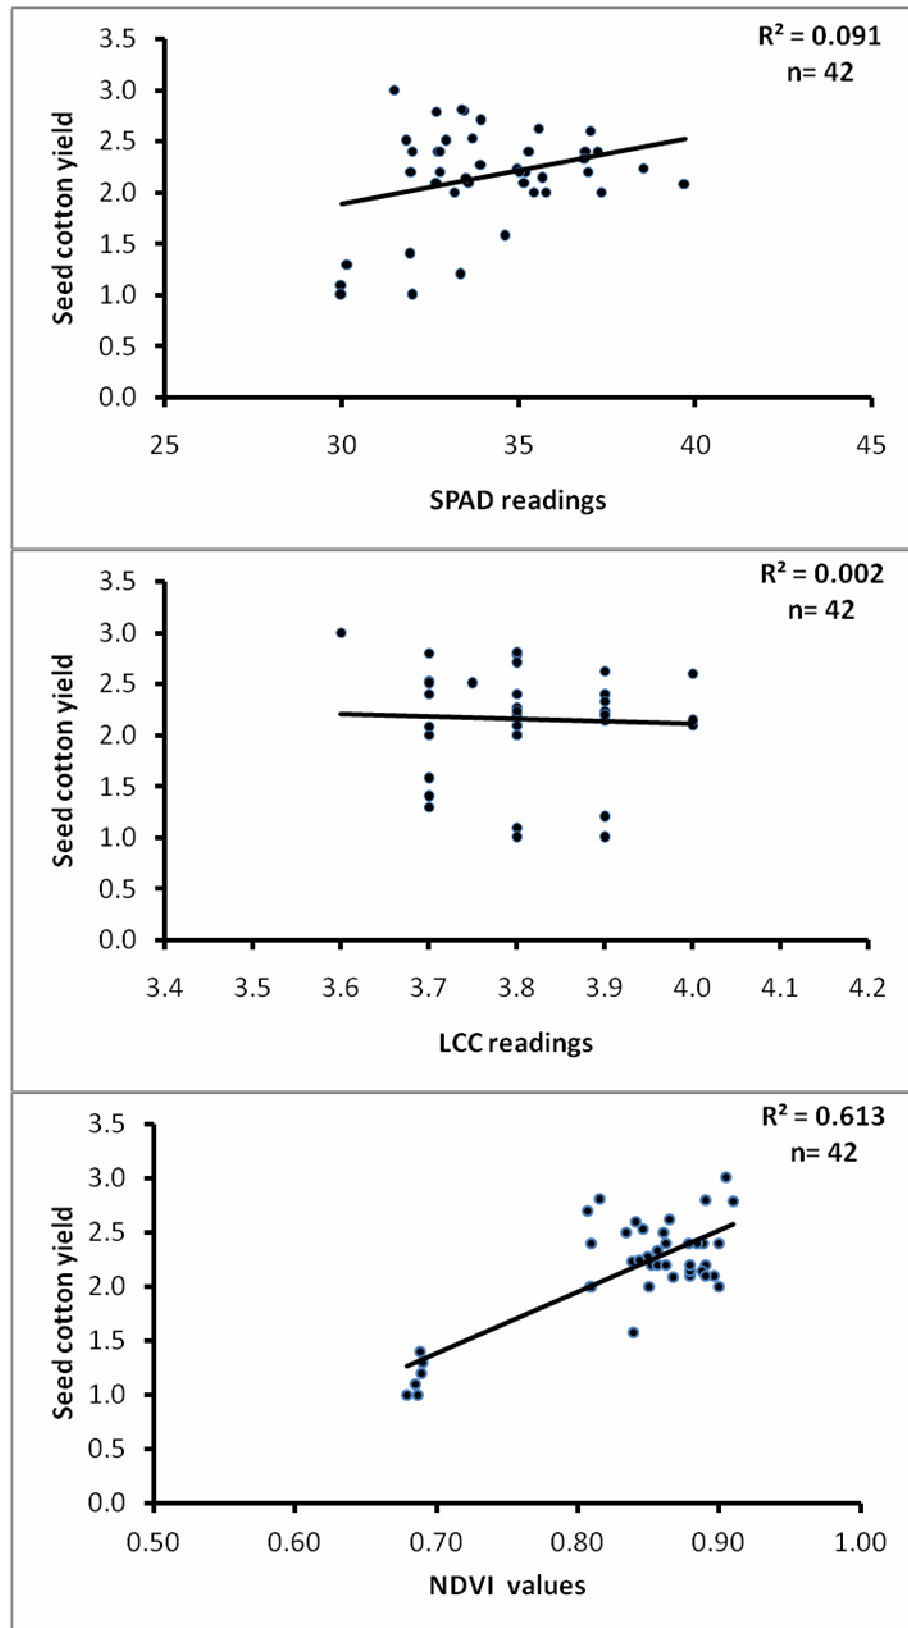 R² = 0.091
n= 42
3.5
3.0
2.5
2.0
1.5
1.0
0.5
0.0
Seed cotton yield
25 30 35 40 45
SPAD readings
R² = 0.002
n= 42
3.5
3.0
2.5
2.0
1.5
1.0
0.5
0.0
Seed cotton yield
3.4 3.5 3.6 3.7 3.8 3.9 4.0 4.1 4.2
LCC readings
R² = 0.613
n= 42
3.5
3.0
2.5
2.0
1.5
1.0
0.5
0.0
Seed cotton yield
0.50 0.60 0.70 0.80 0.90 1.00
NDVI values